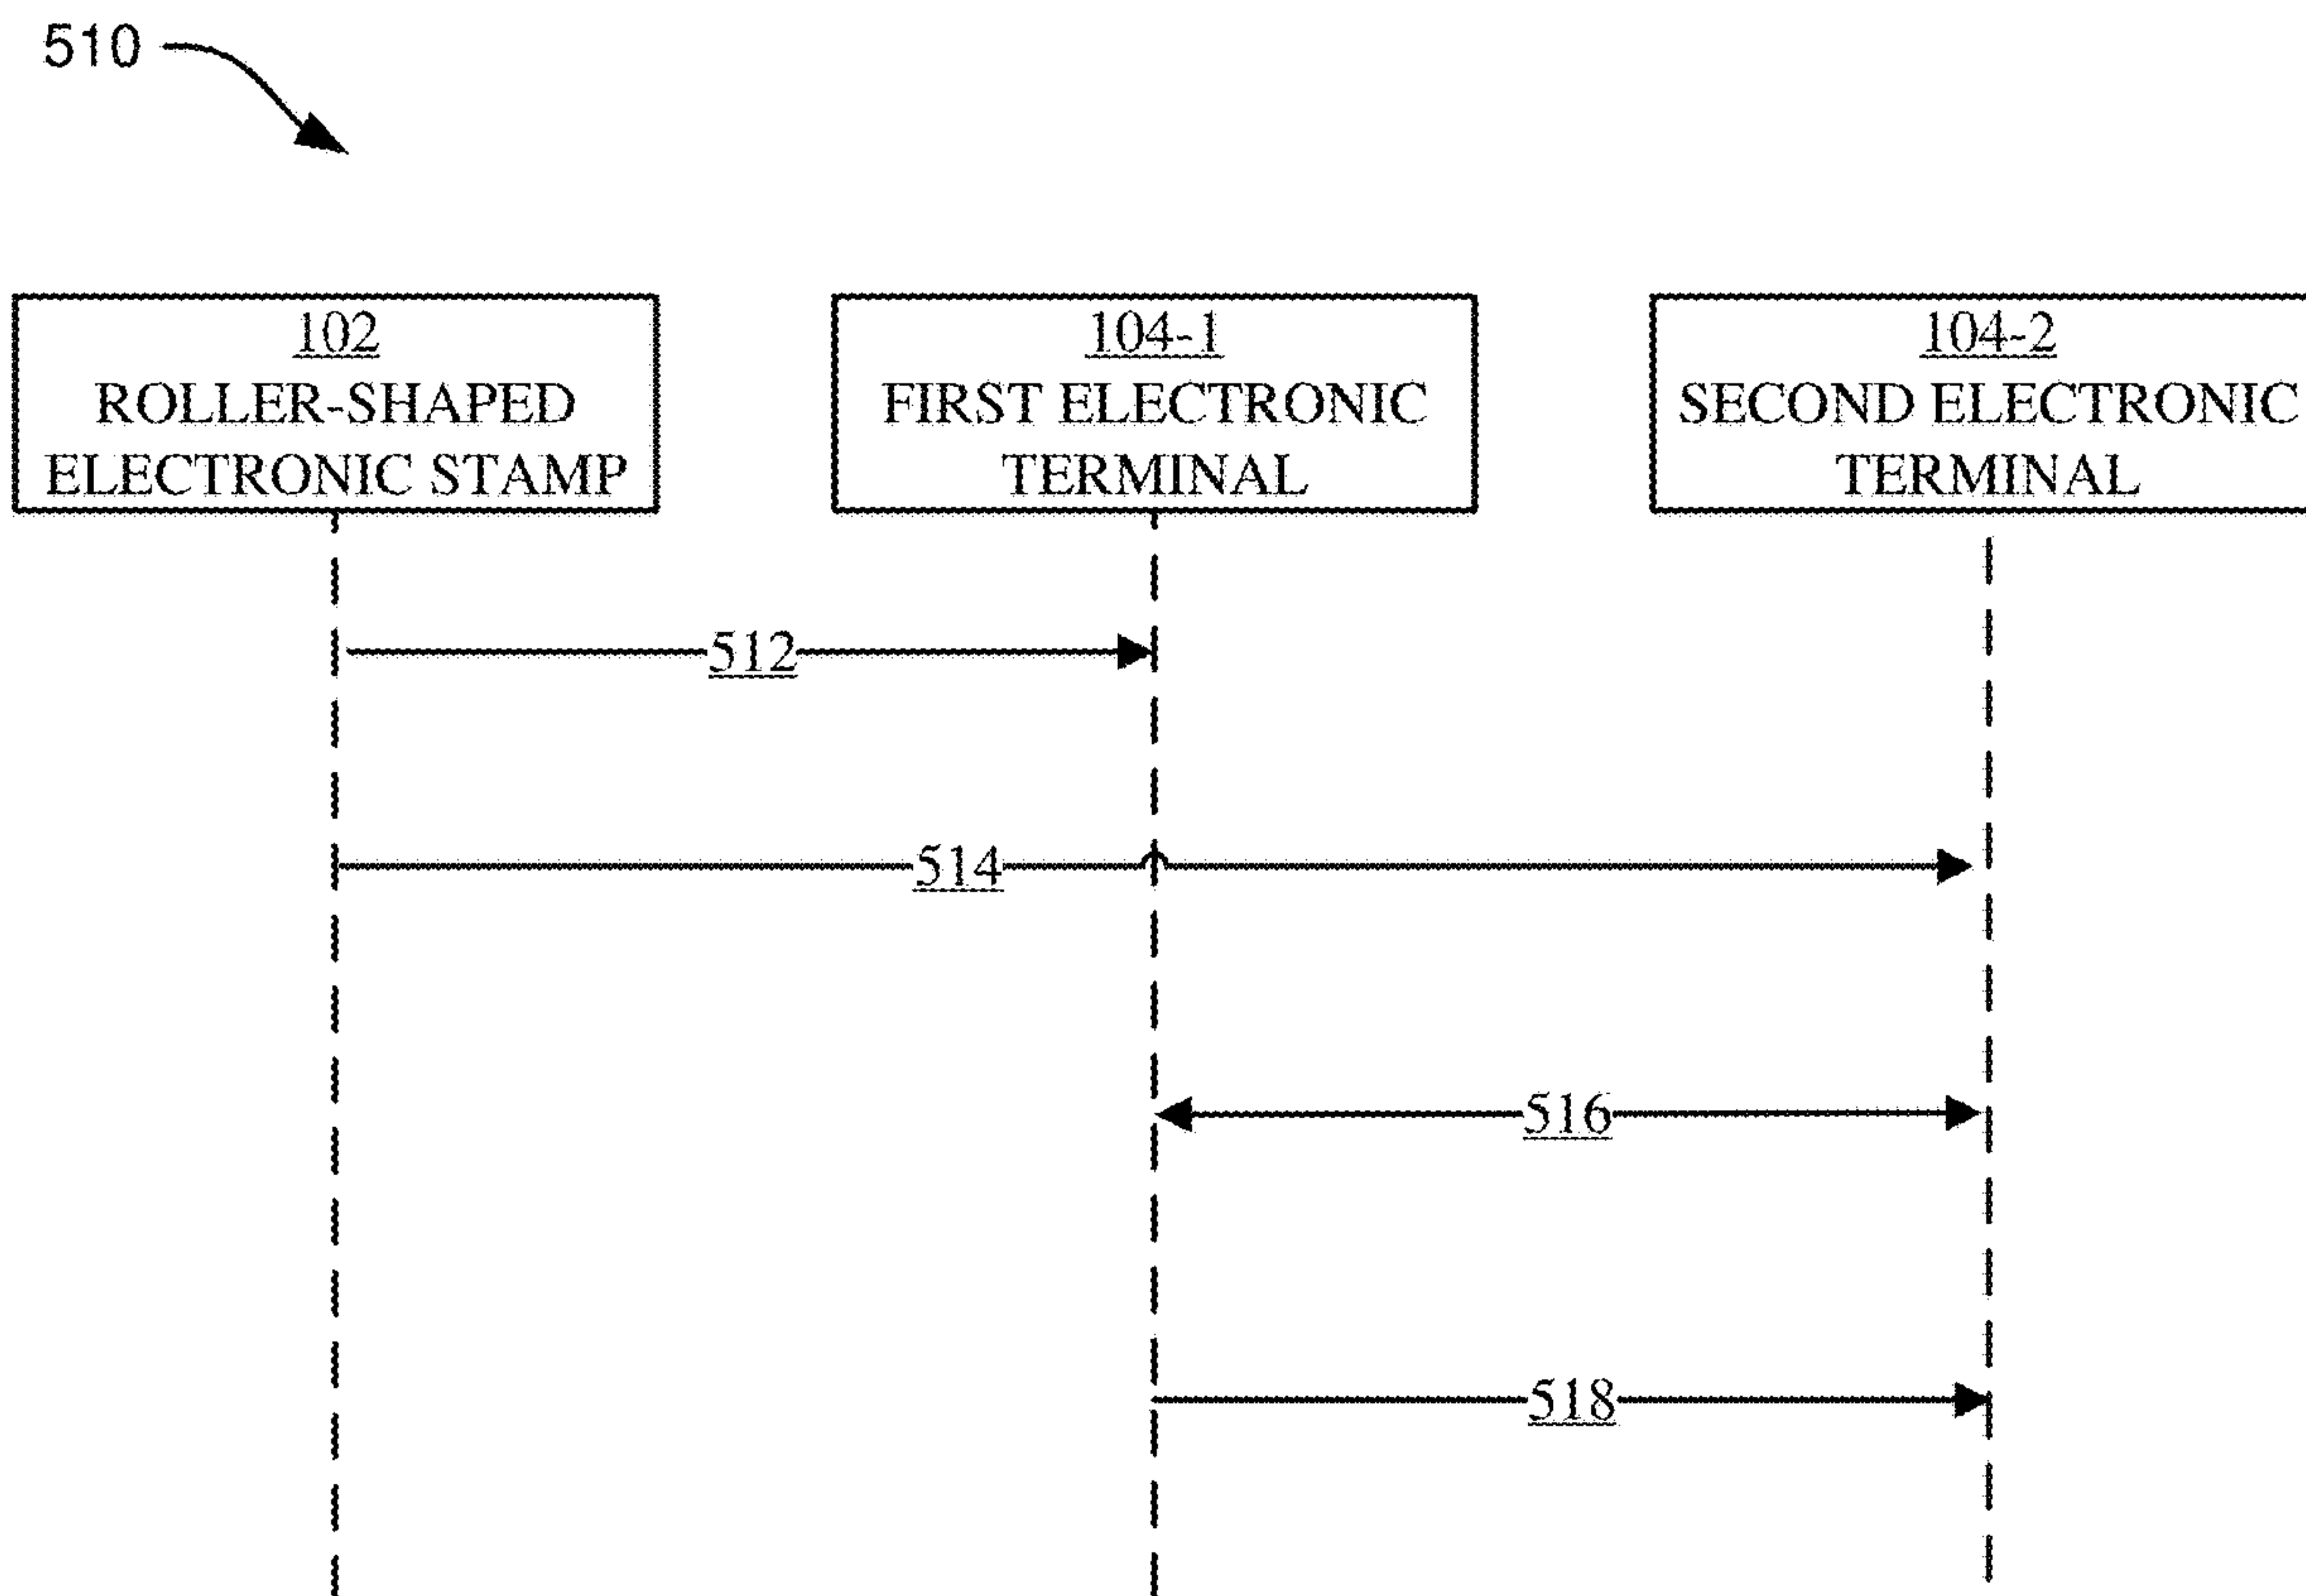 510
102
ROLLER-SHAPED
ELECTRONIC STAMP
104-1
FIRST ELECTRONIC
TERMINAL
104-2
SECOND ELECTRONIC
TERMINAL
512
514
516
518